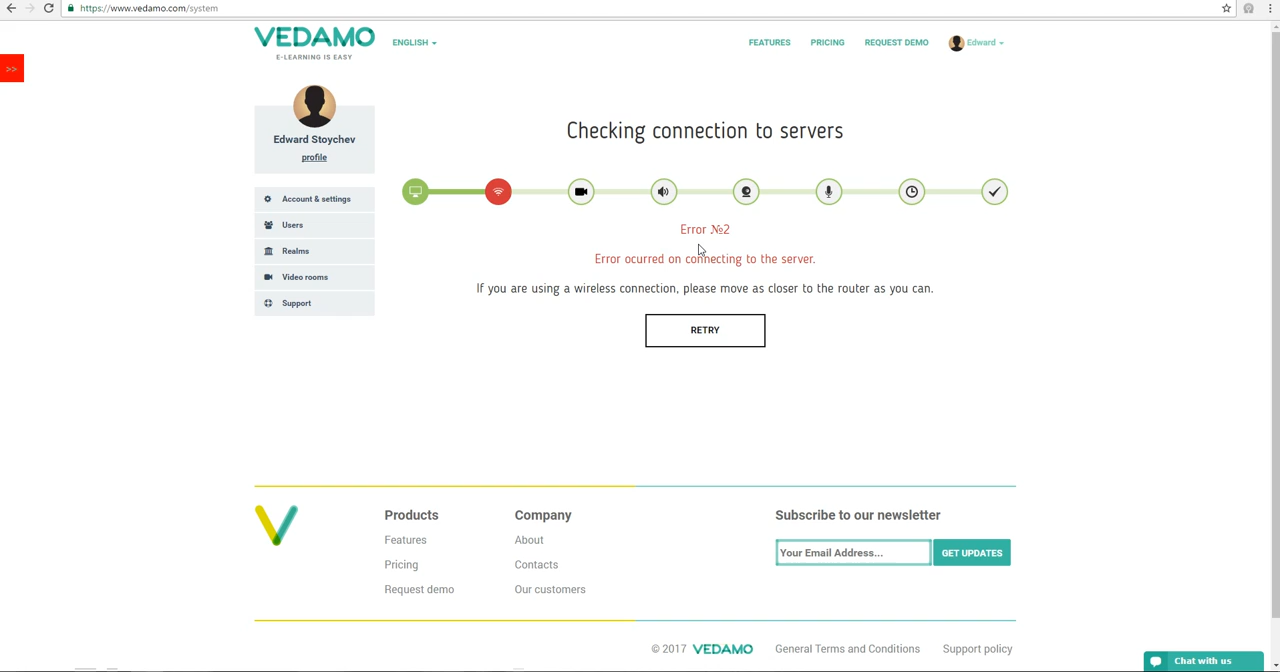 https://www.vedamo.com/system
VEDAMO
E-LEARNING IS EASY
ENGLISH
FEATURES
PRICING
REQUEST DEMO
Edward
>>
Edward Stoychev
profile
Account & settings
Users
Realms
Video rooms
Support
Checking connection to servers
Error №2
Error ocurred on connecting to the server.
If you are using a wireless connection, please move as closer to the router as you can.
RETRY
Products
Features
Pricing
Request demo
Company
About
Contacts
Our customers
Subscribe to our newsletter
Your Email Address...
GET UPDATES
© 2017 VEDAMO
General Terms and Conditions
Support policy
Chat with us